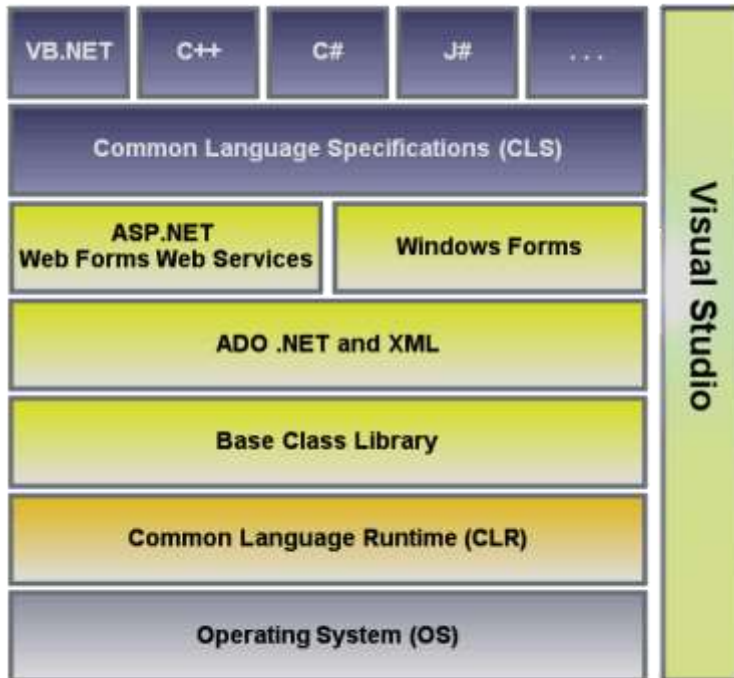 VB.NET
C++
C#
J#
...
Common Language Specifications (CLS)
ASP.NET
Web Forms Web Services
Windows Forms
ADO .NET and XML
Base Class Library
Common Language Runtime (CLR)
Operating System (OS)
Visual Studio